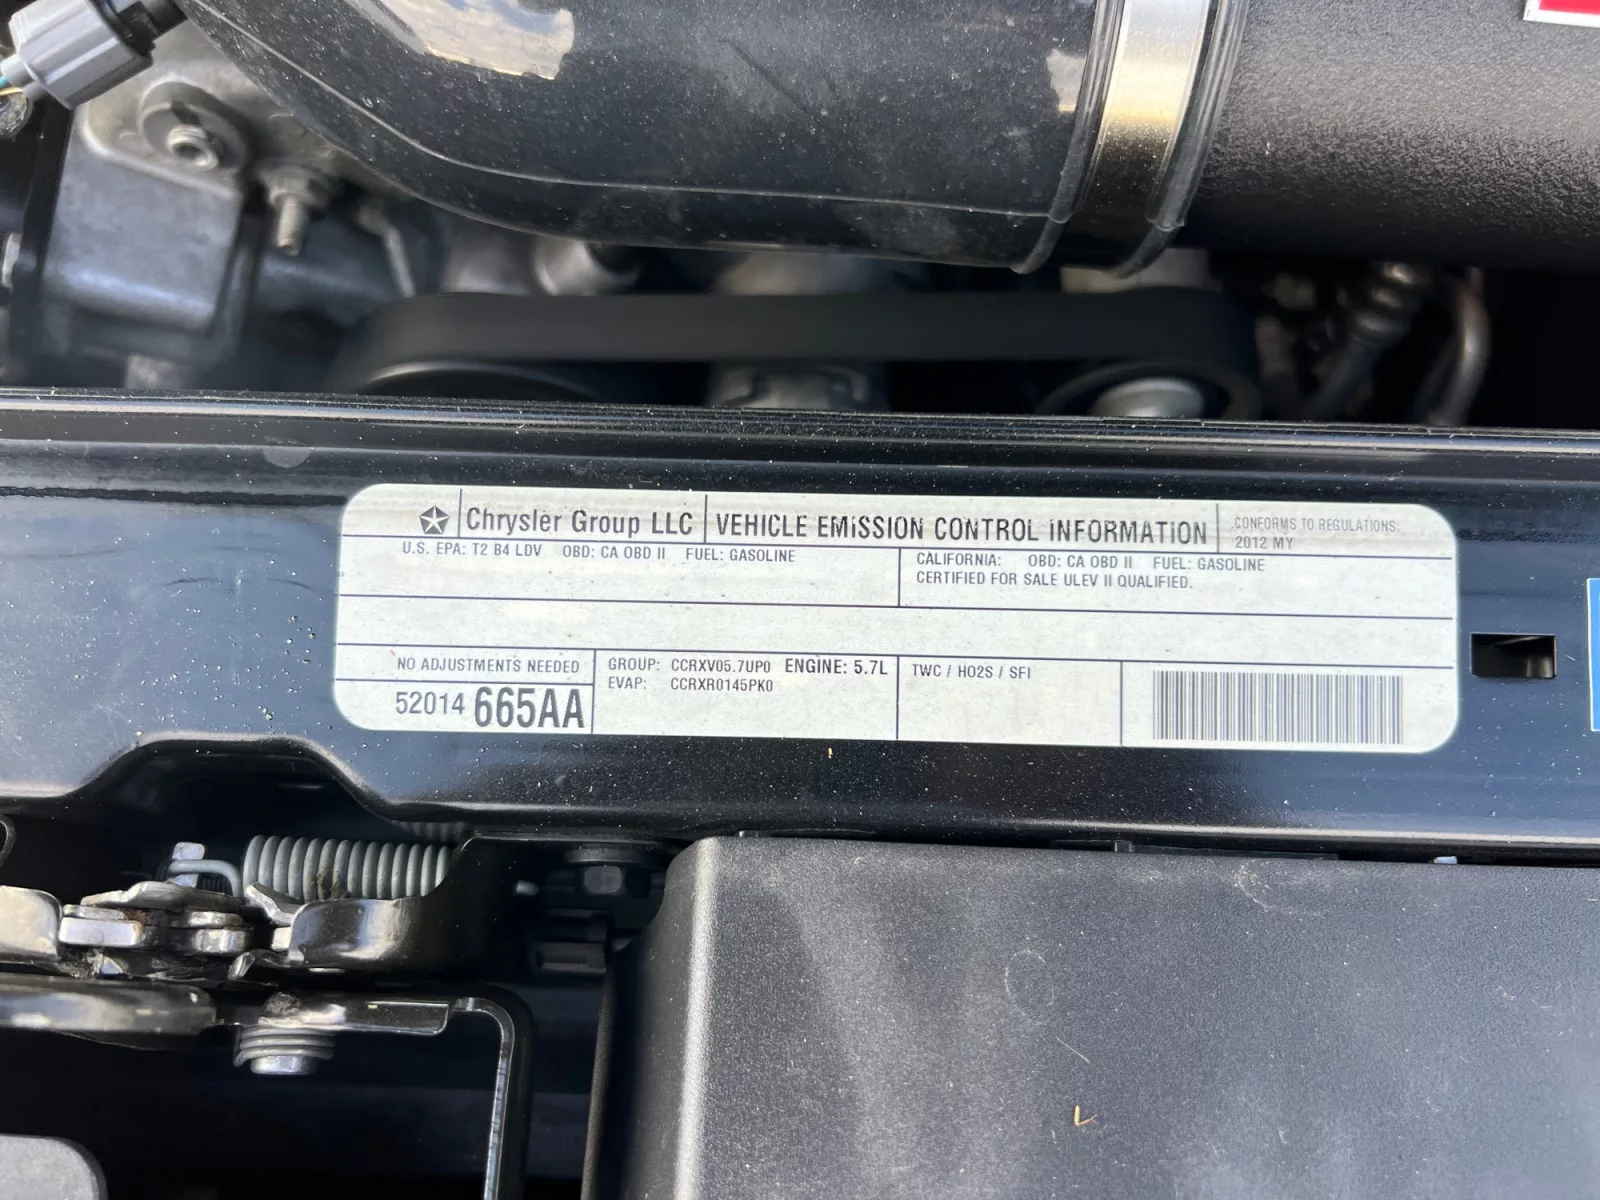 Chrysler Group LLC
VEHICLE EMISSION CONTROL INFORMATION
CONFORMS TO REGULATIONS:
2012 MY
U.S. EPA: T2 B4 LDV OBD: CA OBD II FUEL: GASOLINE
CALIFORNIA: OBD: CA OBD II FUEL: GASOLINE
CERTIFIED FOR SALE ULEV II QUALIFIED.
NO ADJUSTMENTS NEEDED
52014 665AA
GROUP: CCRXV05.7UP0 ENGINE: 5.7L
EVAP: CCRXR0145PK0
TWC / HO2S / SFI